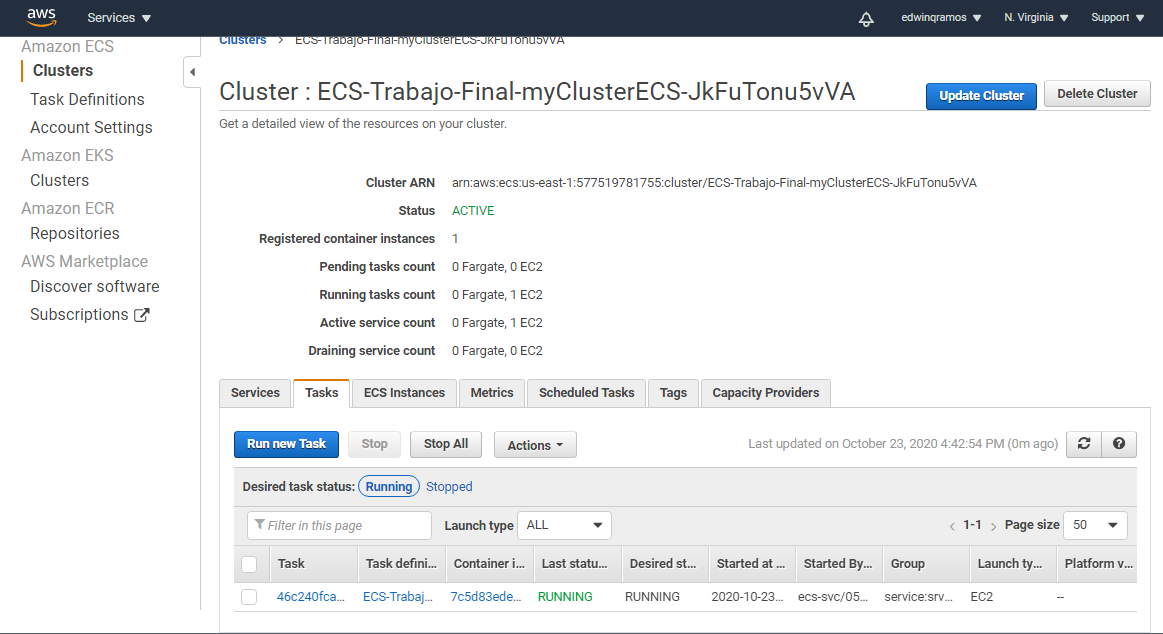 aws Services edwinqramos N. Virginia Support
Amazon ECS
Clusters
Task Definitions
Account Settings
Amazon EKS
Clusters
Amazon ECR
Repositories
AWS Marketplace
Discover software
Subscriptions
Clusters > ECS-Trabajo-Final-myClusterECS-JkFuTonu5vVA
Cluster : ECS-Trabajo-Final-myClusterECS-JkFuTonu5vVA
Update Cluster Delete Cluster
Get a detailed view of the resources on your cluster.
Cluster ARN arn:aws:ecs:us-east-1:577519781755:cluster/ECS-Trabajo-Final-myClusterECS-JkFuTonu5vVA
Status ACTIVE
Registered container instances 1
Pending tasks count 0 Fargate, 0 EC2
Running tasks count 0 Fargate, 1 EC2
Active service count 0 Fargate, 1 EC2
Draining service count 0 Fargate, 0 EC2
Services Tasks ECS Instances Metrics Scheduled Tasks Tags Capacity Providers
Run new Task Stop Stop All Actions Last updated on October 23, 2020 4:42:54 PM (0m ago)
Desired task status: Running Stopped
Filter in this page Launch type ALL < 1-1 > Page size 50
Task Task defini... Container i... Last statu... Desired st... Started at ... Started By... Group Launch ty... Platform v...
46c240fca... ECS-Trabaj... 7c5d83ede... RUNNING RUNNING 2020-10-23... ecs-svc/05... service:srv... EC2 --